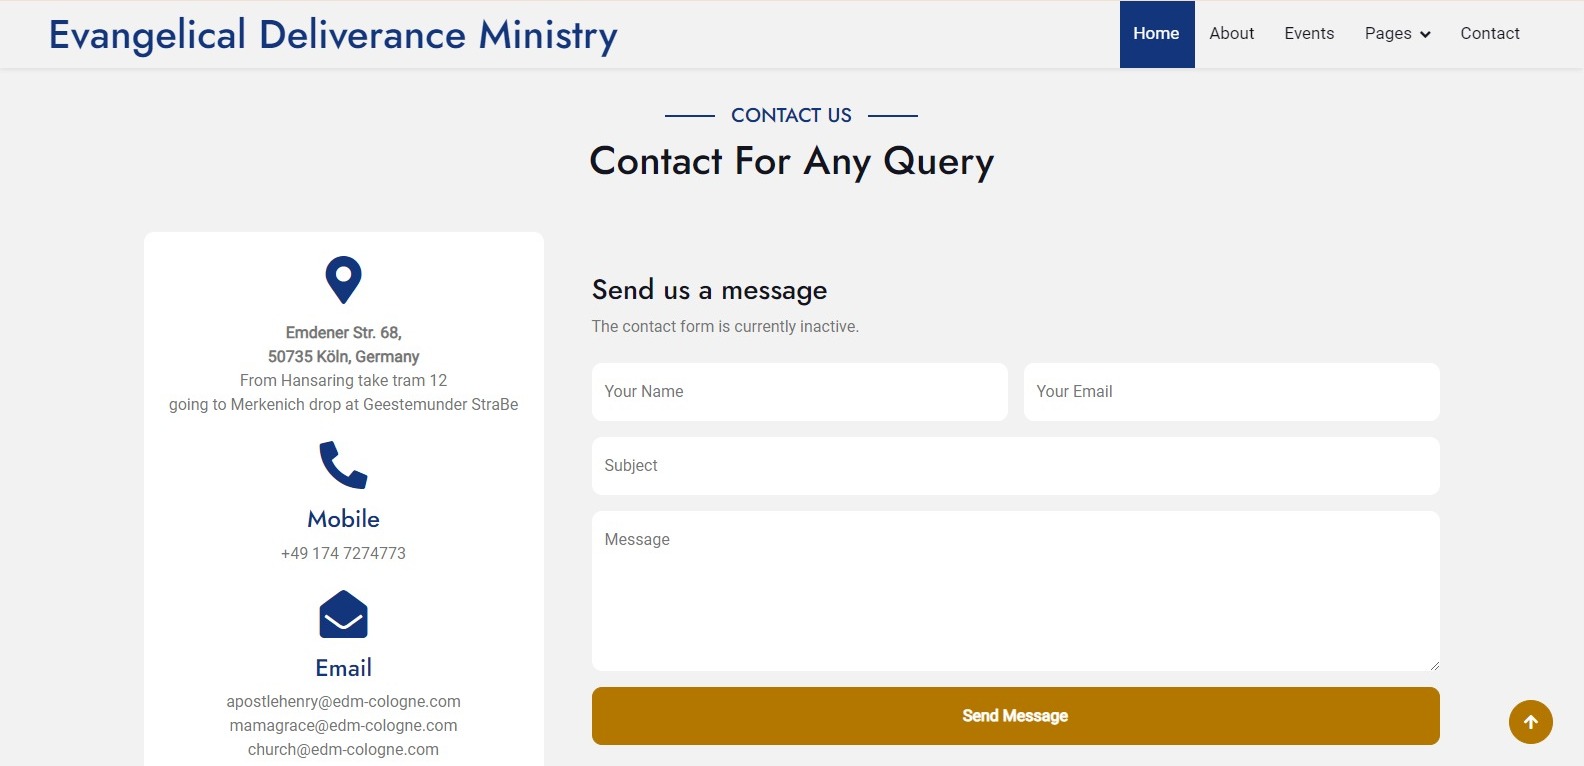 Evangelical Deliverance Ministry
Home About Events Pages Contact
CONTACT US
Contact For Any Query
Emdener Str. 68,
50735 Köln, Germany
From Hansaring take tram 12
going to Merkenich drop at Geestemunder StraBe
Mobile
+49 174 7274773
Email
apostlehenry@edm-cologne.com
mamagrace@edm-cologne.com
church@edm-cologne.com
Send us a message
The contact form is currently inactive.
Your Name Your Email
Subject
Message
Send Message